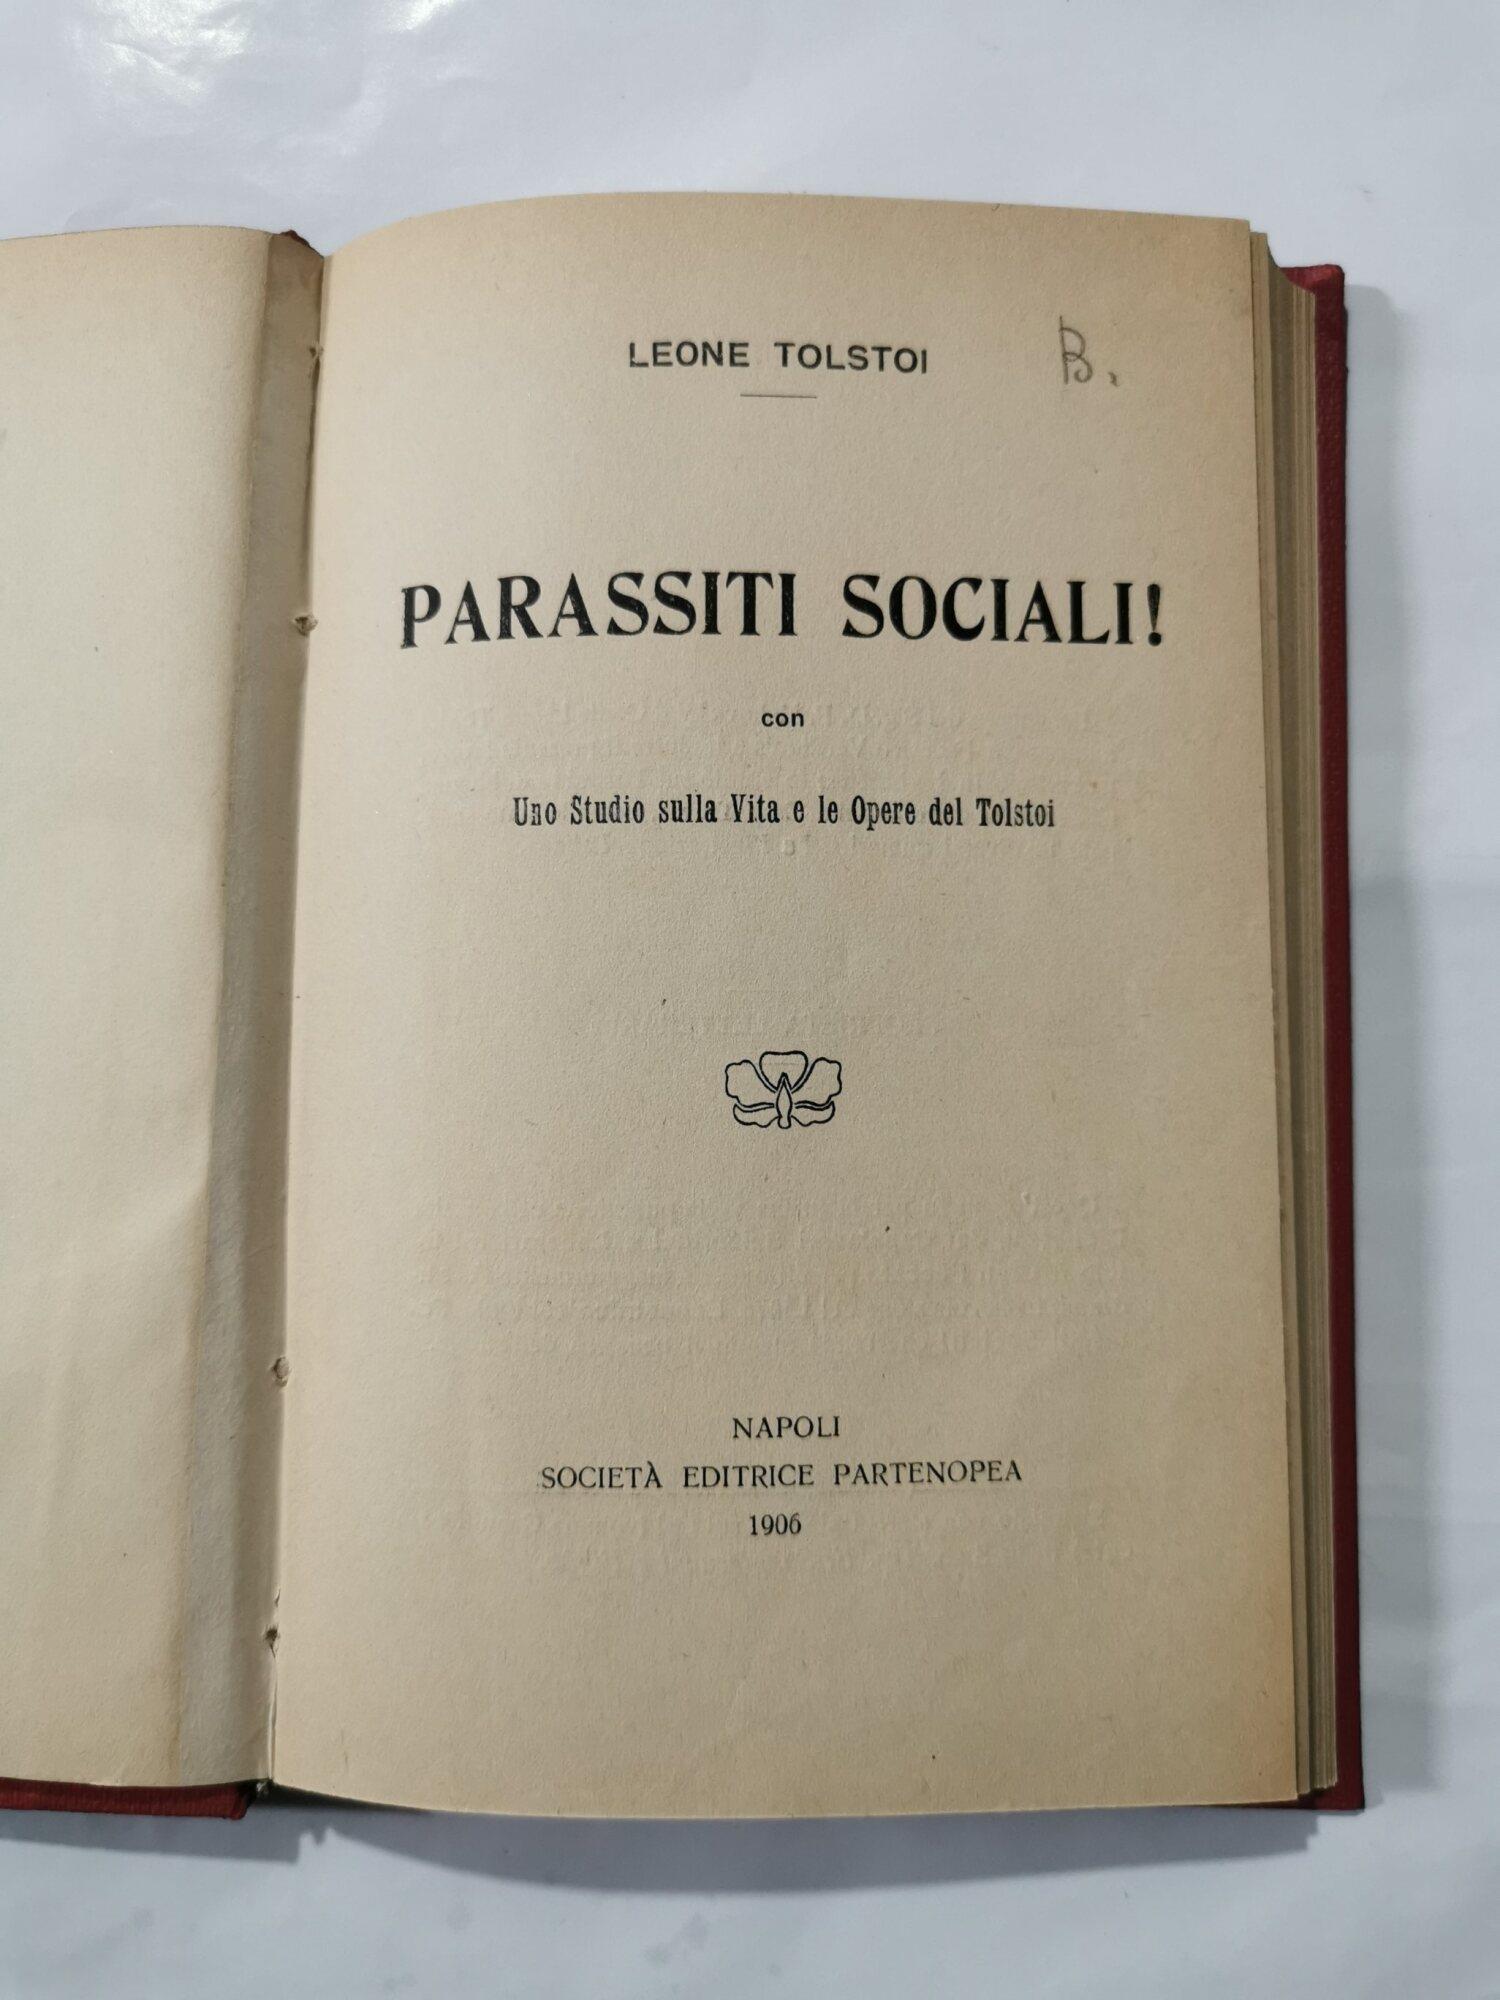 LEONE TOLSTOI
B.
PARASSITI SOCIALI!
con
Uno Studio sulla Vita e le Opere del Tolstoi
NAPOLI
SOCIETÀ EDITRICE PARTENOPEA
1906